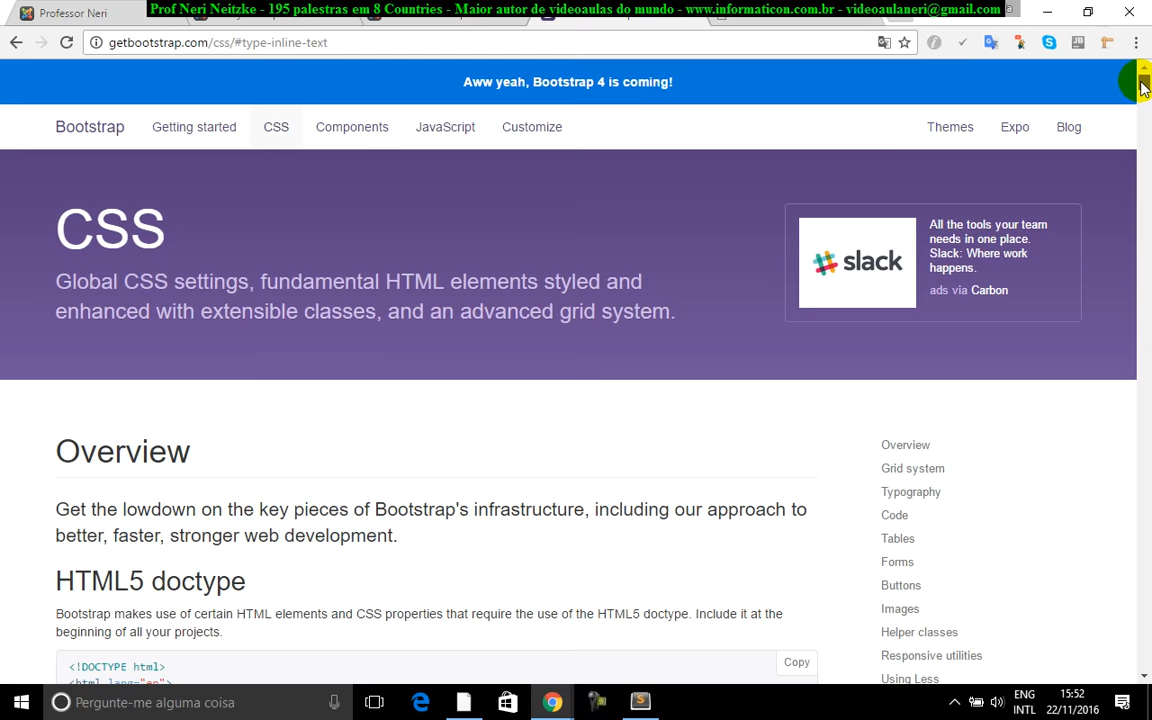 Professor Neri
Prof Neri Neitzke - 195 palestras em 8 Countries - Maior autor de videoaulas do mundo - www.informaticon.com.br - videoaulaneri@gmail.com
getbootstrap.com/css/#type-inline-text
Aww yeah, Bootstrap 4 is coming!
Bootstrap Getting started CSS Components JavaScript Customize Themes Expo Blog
CSS
Global CSS settings, fundamental HTML elements styled and
enhanced with extensible classes, and an advanced grid system.
slack
All the tools your team
needs in one place.
Slack: Where work
happens.
ads via Carbon
Overview
Get the lowdown on the key pieces of Bootstrap's infrastructure, including our approach to
better, faster, stronger web development.
HTML5 doctype
Bootstrap makes use of certain HTML elements and CSS properties that require the use of the HTML5 doctype. Include it at the
beginning of all your projects.
<!DOCTYPE html>
<html lang="en">
Copy
Overview
Grid system
Typography
Code
Tables
Forms
Buttons
Images
Helper classes
Responsive utilities
Using Less
Pergunte-me alguma coisa
ENG
INTL
15:52
22/11/2016